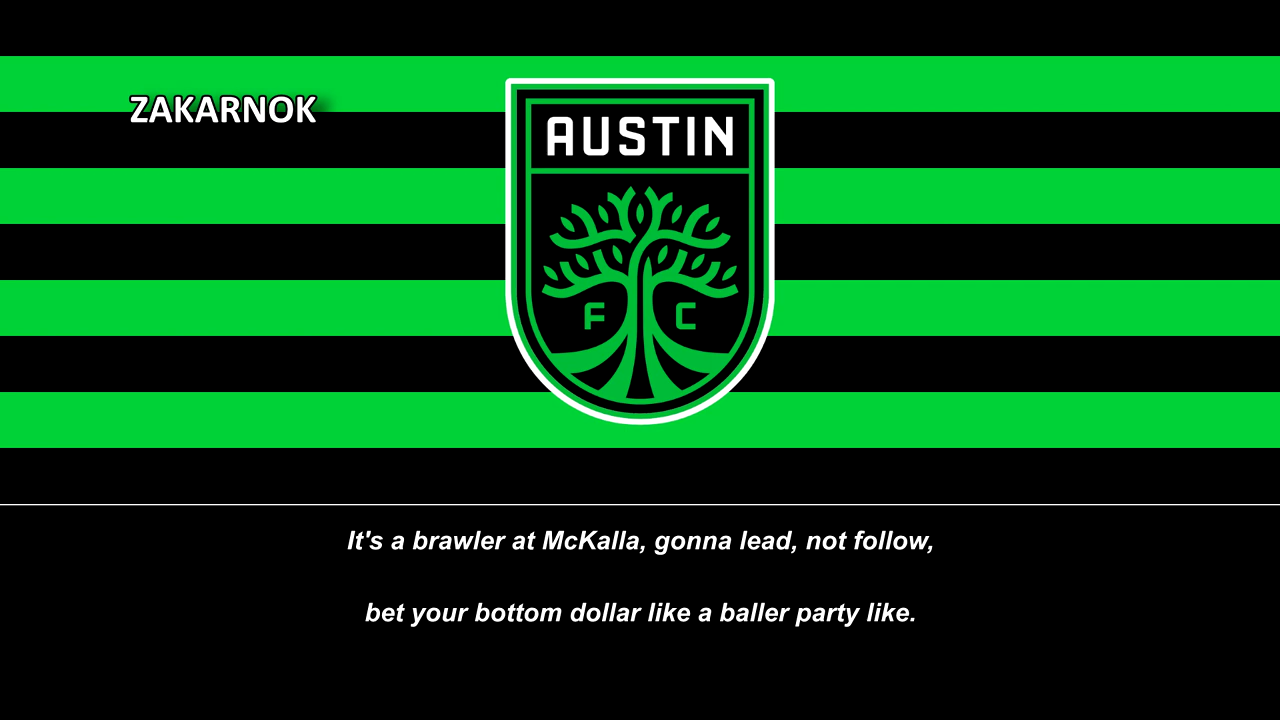 ZAKARNOK
AUSTIN
F C
It's a brawler at McKalla, gonna lead, not follow,
bet your bottom dollar like a baller party like.